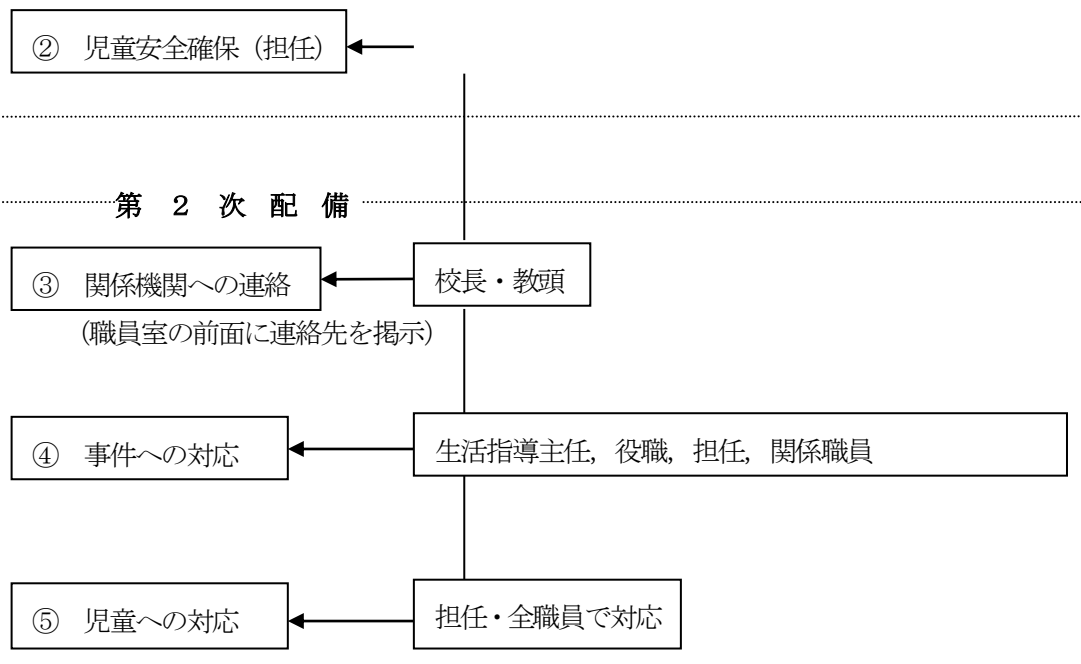 ② 児童安全確保（担任）
第 2 次 配 備
③ 関係機関への連絡
校長・教頭
（職員室の前面に連絡先を掲示）
④ 事件への対応
生活指導主任，役職，担任，関係職員
⑤ 児童への対応
担任・全職員で対応